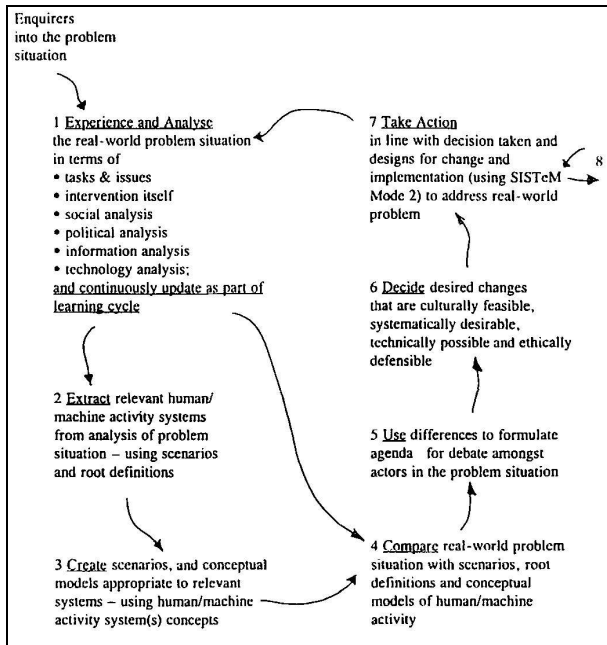 Enquirers
into the problem
situation
1 Experience and Analyse
the real-world problem situation
in terms of
• tasks & issues
• intervention itself
• social analysis
• political analysis
• information analysis
• technology analysis;
and continuously update as part of
learning cycle
2 Extract relevant human/
machine activity systems
from analysis of problem
situation – using scenarios
and root definitions
3 Create scenarios, and conceptual
models appropriate to relevant
systems – using human/machine
activity system(s) concepts
4 Compare real-world problem
situation with scenarios, root
definitions and conceptual
models of human/machine
activity
5 Use differences to formulate
agenda for debate amongst
actors in the problem situation
6 Decide desired changes
that are culturally feasible,
systematically desirable,
technically possible and ethically
defensible
7 Take Action
in line with decision taken and
designs for change and
implementation (using SISTeM
Mode 2) to address real-world
problem
8